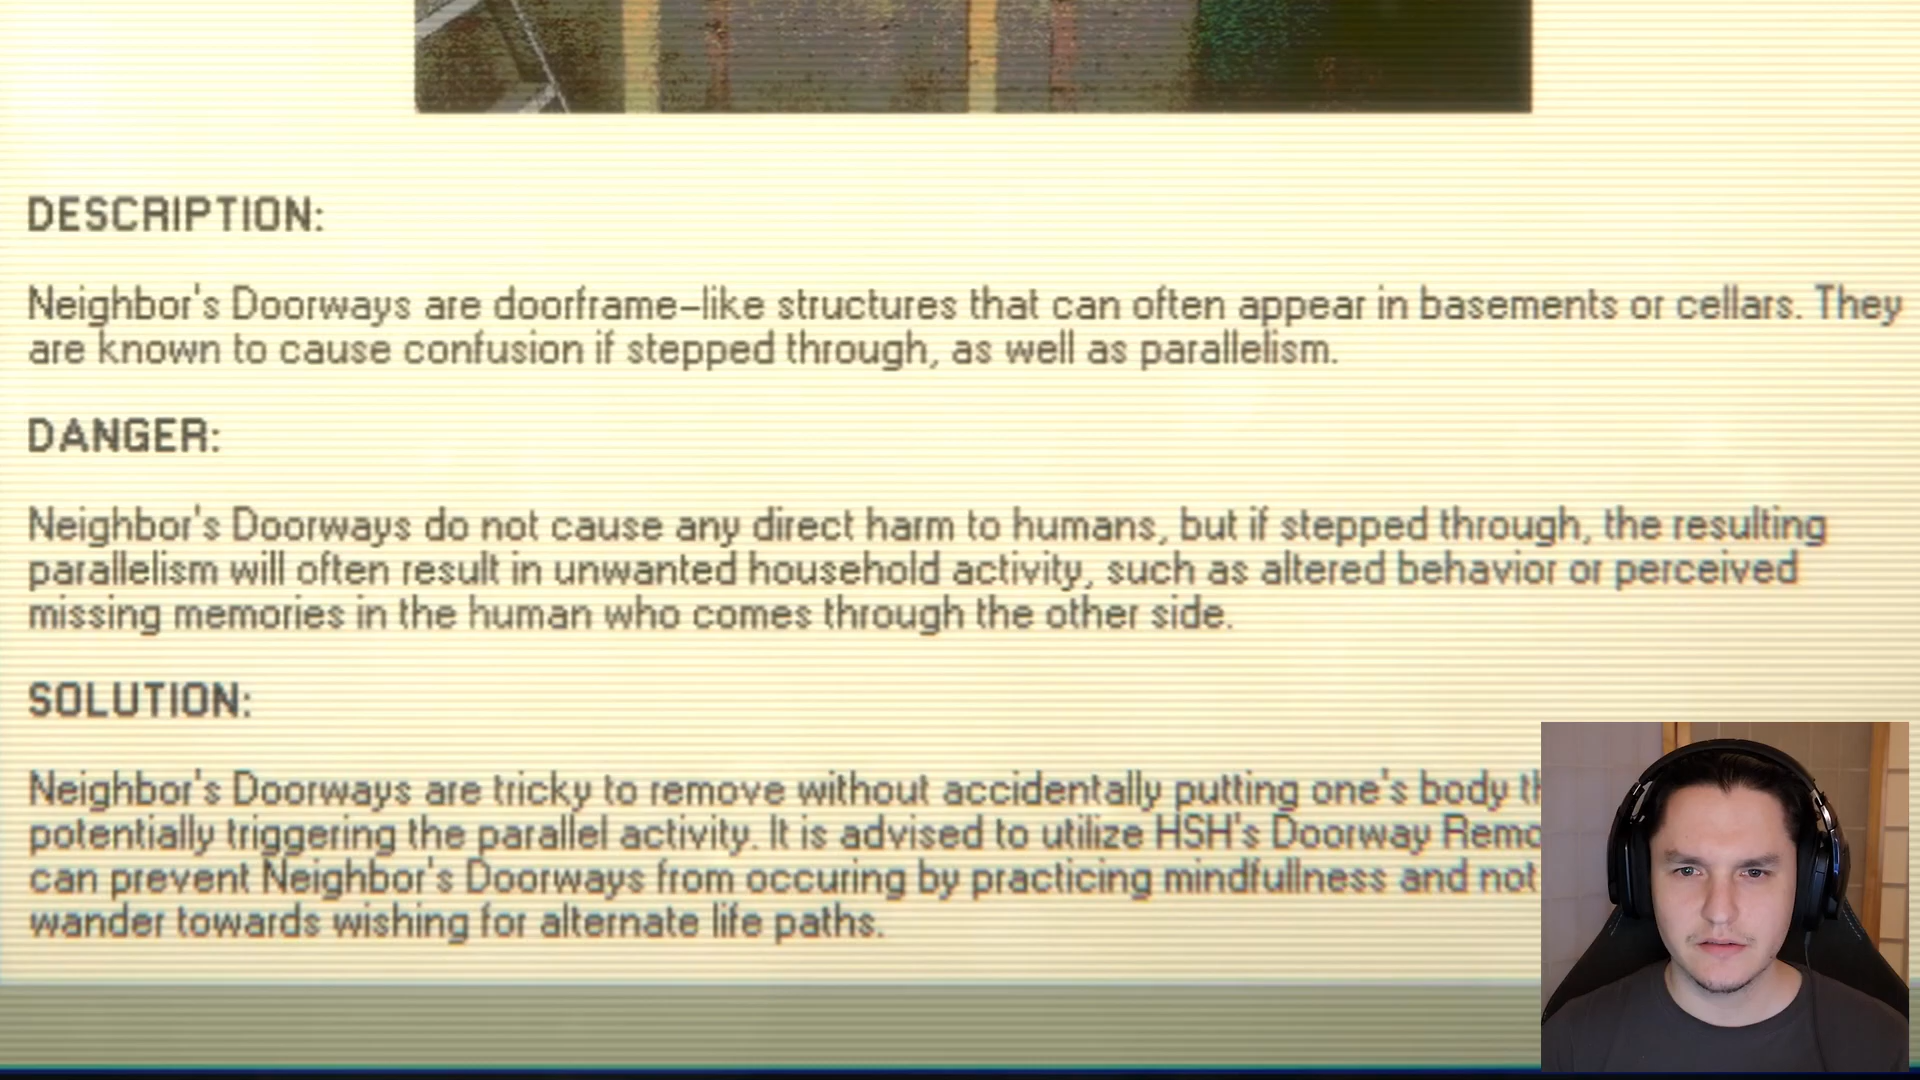 DESCRIPTION:
Neighbor's Doorways are doorframe-like structures that can often appear in basements or cellars. They
are known to cause confusion if stepped through, as well as parallelism.
DANGER:
Neighbor's Doorways do not cause any direct harm to humans, but if stepped through, the resulting
parallelism will often result in unwanted household activity, such as altered behavior or perceived
missing memories in the human who comes through the other side.
SOLUTION:
Neighbor's Doorways are tricky to remove without accidentally putting one's body
potentially triggering the parallel activity. It is advised to utilize HSH's Doorway
can prevent Neighbor's Doorways from occuring by practicing mindfullness and not
wander towards wishing for alternate life paths.